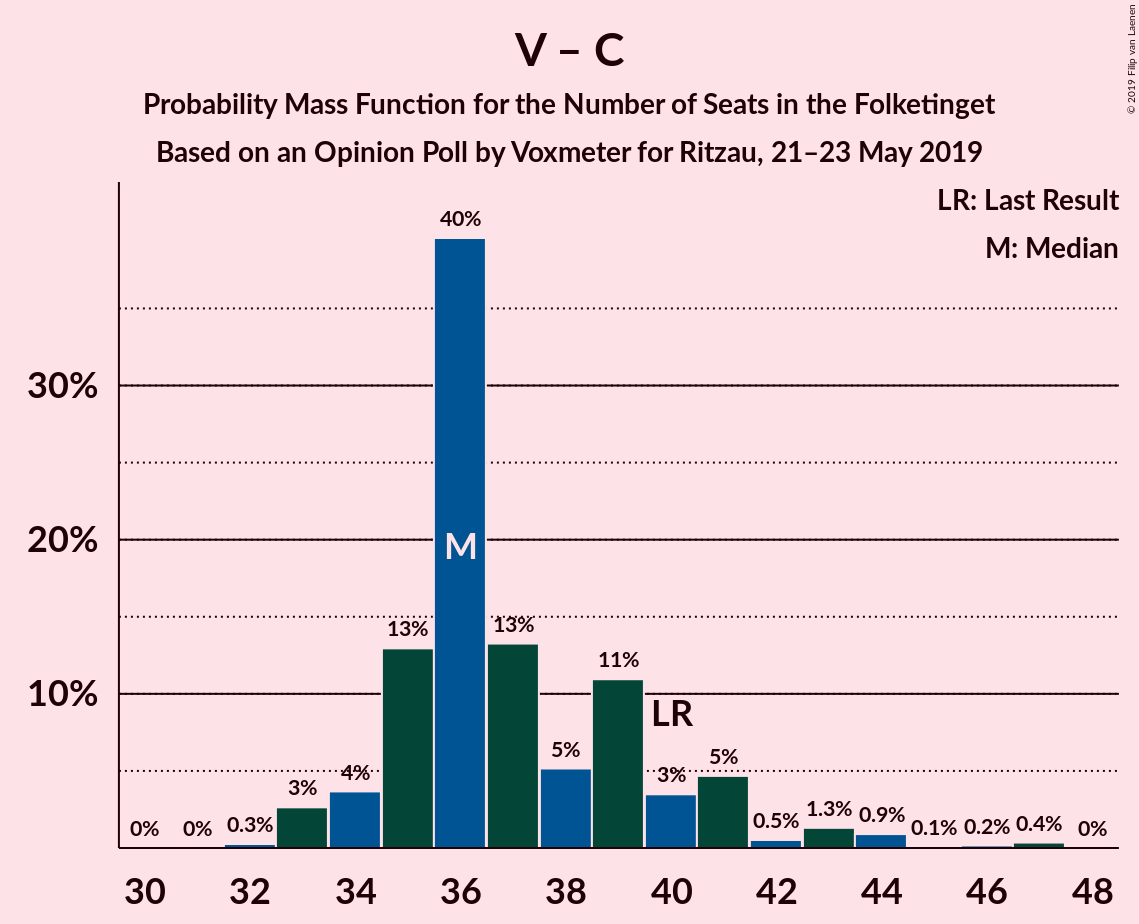 V – C
Probability Mass Function for the Number of Seats in the Folketinget
Based on an Opinion Poll by Voxmeter for Ritzau, 21–23 May 2019
© 2019 Filip van Laenen
LR: Last Result
M: Median
30%
20%
10%
0%
0%
0.3%
3%
4%
13%
40%
13%
5%
11%
3%
5%
0.5%
1.3%
0.9%
0.1%
0.2%
0.4%
0%
M
LR
30 32 34 36 38 40 42 44 46 48